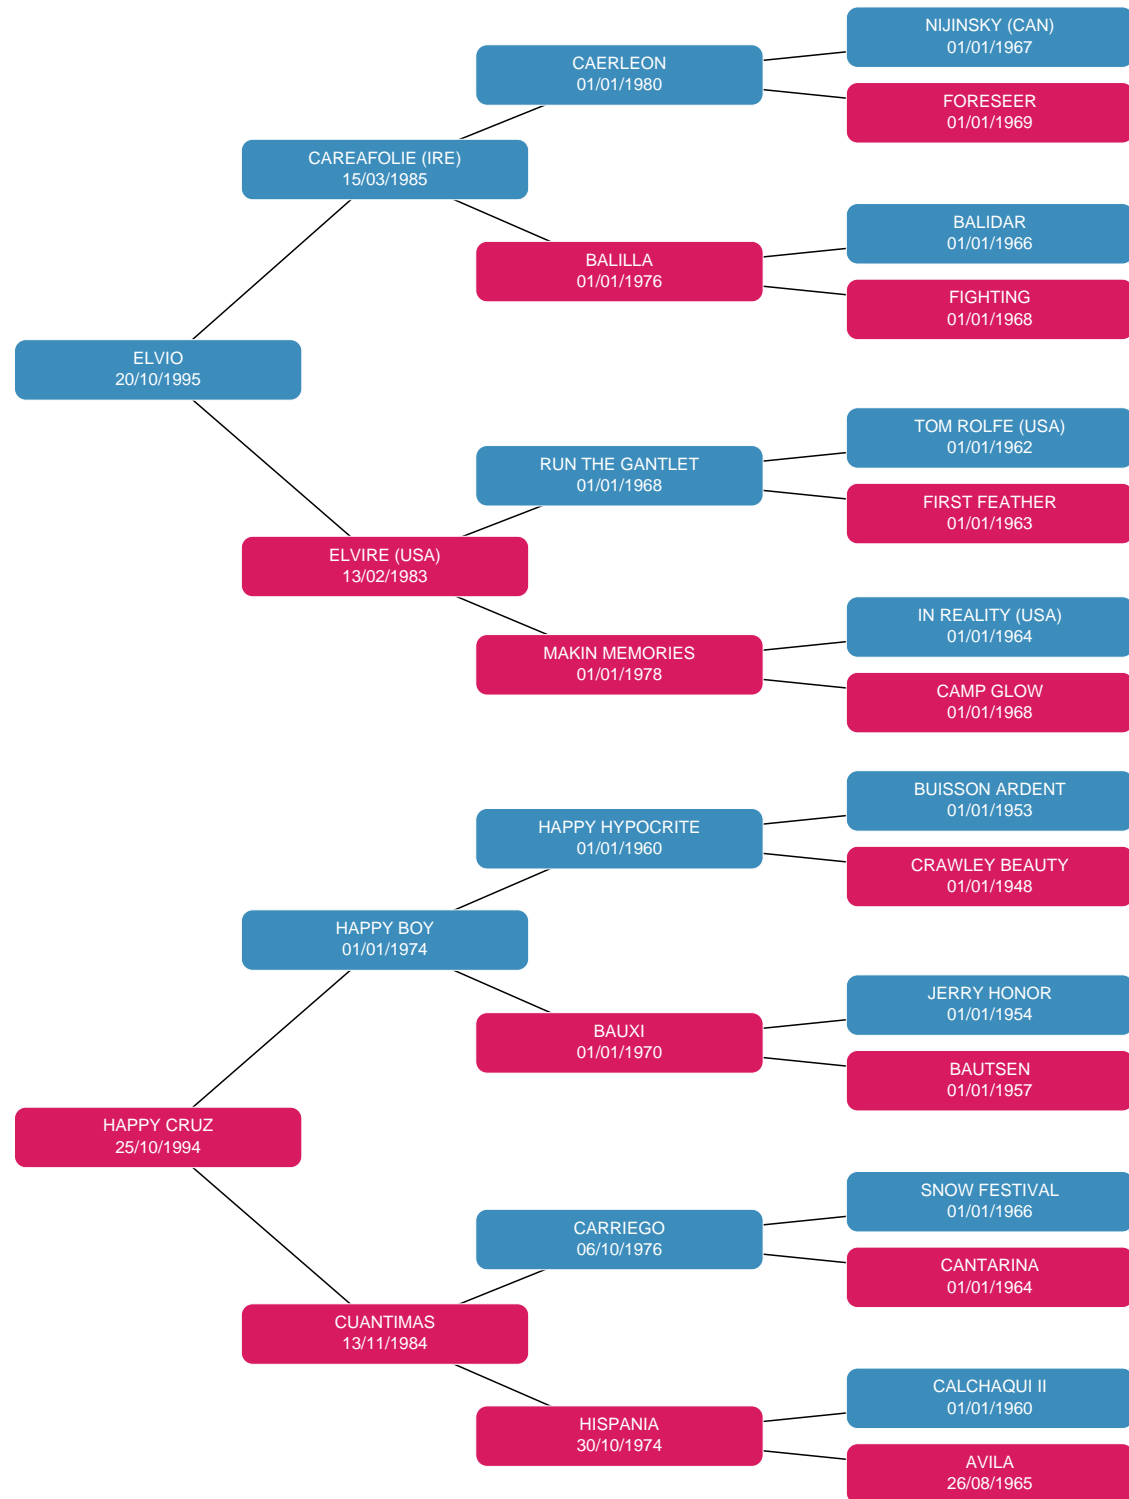 NIJINSKY (CAN)
01/01/1967
CAERLEON
01/01/1980
FORESEER
01/01/1969
CAREAFOLIE (IRE)
15/03/1985
BALIDAR
01/01/1966
BALILLA
01/01/1976
FIGHTING
01/01/1968
ELVIO
20/10/1995
TOM ROLFE (USA)
01/01/1962
RUN THE GANTLET
01/01/1968
FIRST FEATHER
01/01/1963
ELVIRE (USA)
13/02/1983
IN REALITY (USA)
01/01/1964
MAKIN MEMORIES
01/01/1978
CAMP GLOW
01/01/1968
BUISSON ARDENT
01/01/1953
HAPPY HYPOCRITE
01/01/1960
CRAWLEY BEAUTY
01/01/1948
HAPPY BOY
01/01/1974
JERRY HONOR
01/01/1954
BAUXI
01/01/1970
BAUTSEN
01/01/1957
HAPPY CRUZ
25/10/1994
SNOW FESTIVAL
01/01/1966
CARRIEGO
06/10/1976
CANTARINA
01/01/1964
CUANTIMAS
13/11/1984
CALCHAQUI II
01/01/1960
HISPANIA
30/10/1974
AVILA
26/08/1965